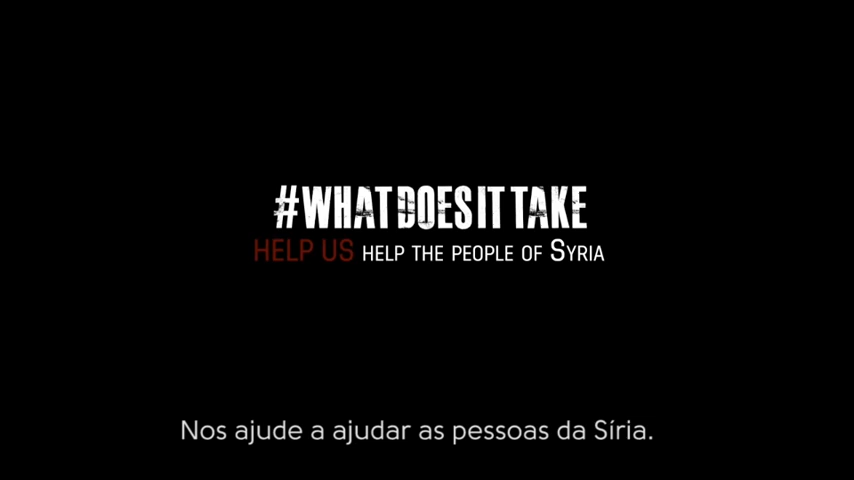 #WHATDOESITTAKE
HELP US HELP THE PEOPLE OF SYRIA
Nos ajude a ajudar as pessoas da Síria.